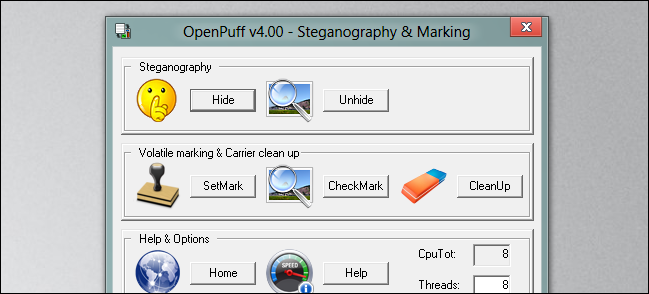 OpenPuff v4.00 - Steganography & Marking
x
Steganography
Hide
Unhide
Volatile marking & Carrier clean up
SetMark
CheckMark
CleanUp
Help & Options
Home
SPEED
i
Help
CpuTot:
8
Threads:
8